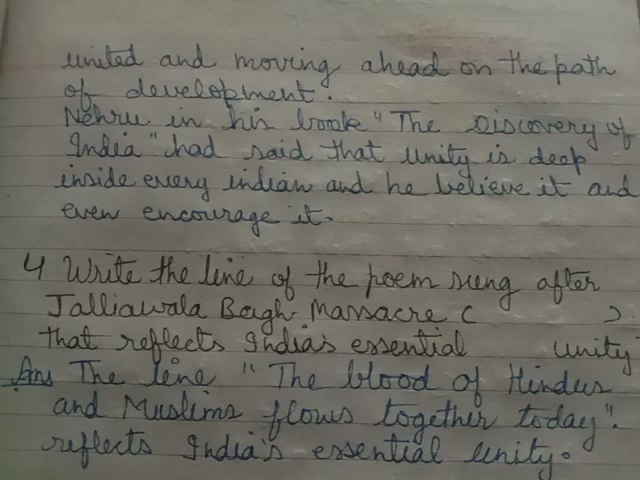 united and moving ahead on the path
of development.
Nehru in his book "The Discovery of
India" had said that unity is deep
inside every indian and he believe it and
even encourage it.
4 Write the line of the poem sung after
Jalliawala Bagh Massacre ( ).
that reflects India's essential unity
Ans The line "The blood of Hindus
and Muslims flows together today".
reflects India's essential unity.